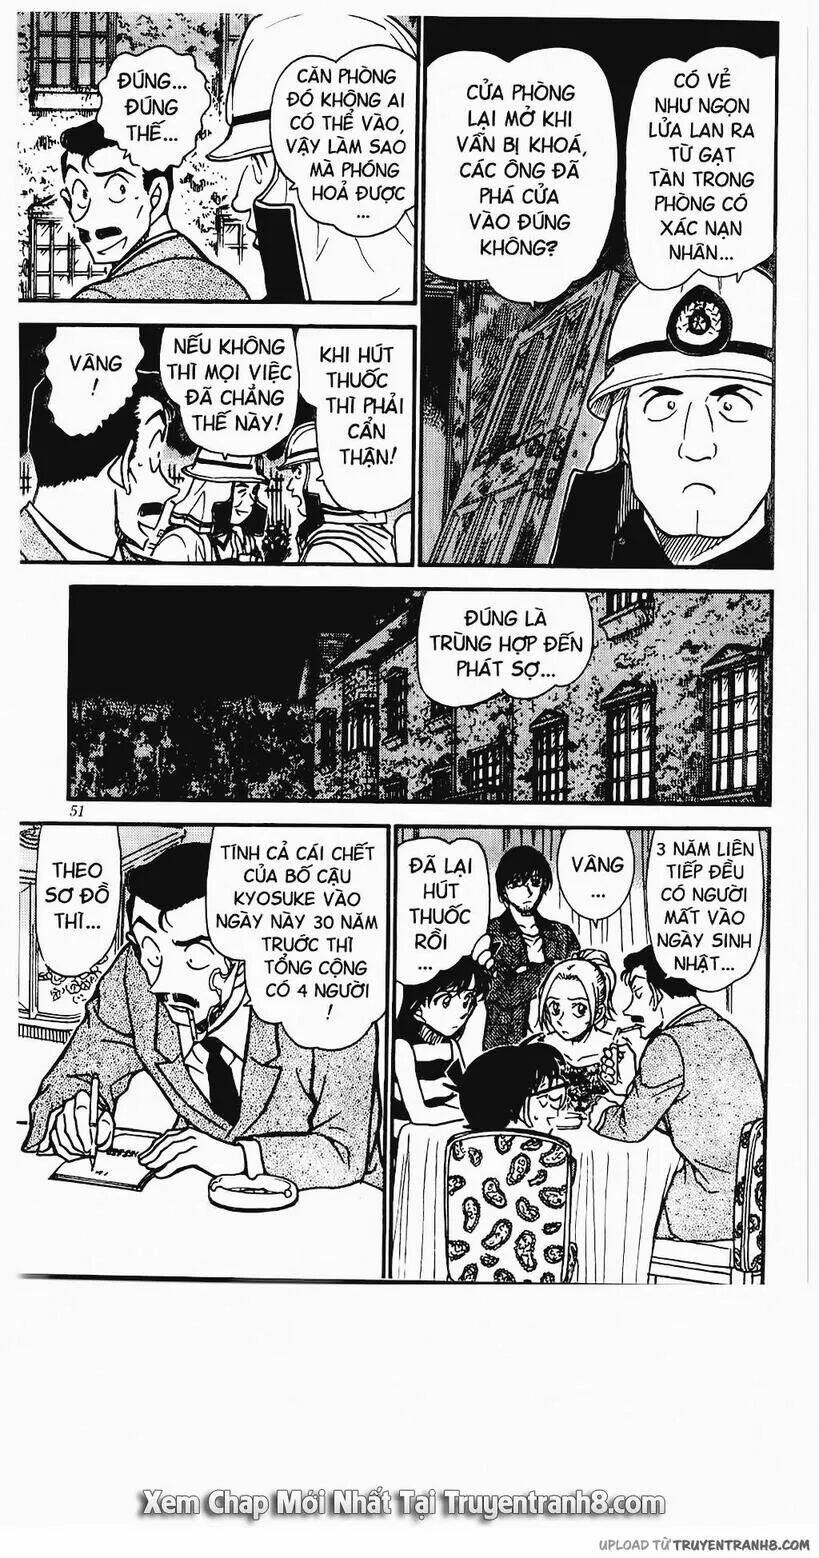 CÓ VẺ
NHƯ NGỌN
LỬA LAN RA
TỪ GẠT
TÀN TRONG
PHÒNG CÓ
XÁC NẠN
NHÂN...
CỬA PHÒNG
LẠI MỞ KHI
VẪN BỊ KHOÁ,
CÁC ÔNG ĐÃ
PHÁ CỬA
VÀO ĐÚNG
KHÔNG?
CĂN PHÒNG
ĐÓ KHÔNG AI
CÓ THỂ VÀO,
VẬY LÀM SAO
MÀ PHÓNG
HOẢ ĐƯỢC
...
ĐÚNG...
ĐÚNG
THẾ...
KHI HÚT
THUỐC
THÌ PHẢI
CẨN
THẬN!
NẾU KHÔNG
THÌ MỌI VIỆC
ĐÃ CHẲNG
THẾ NÀY!
VÂNG
!
ĐÚNG LÀ
TRÙNG HỢP ĐẾN
PHÁT SỢ...
51
3 NĂM LIÊN
TIẾP ĐỀU
CÓ NGƯỜI
MẤT VÀO
NGÀY SINH
NHẬT...
VÂNG
...
ĐÃ LẠI
HÚT
THUỐC
RỒI
...
TÍNH CẢ CÁI CHẾT
CỦA BỐ CẬU
KYOSUKE VÀO
NGÀY NÀY 30 NĂM
TRƯỚC THÌ
TỔNG CỘNG
CÓ 4 NGƯỜI
!
THEO
SƠ ĐỒ
THÌ...
Xem Chap Mới Nhất Tại Truyentranh8.com
UPLOAD TỪ TRUYENTRANH8.COM